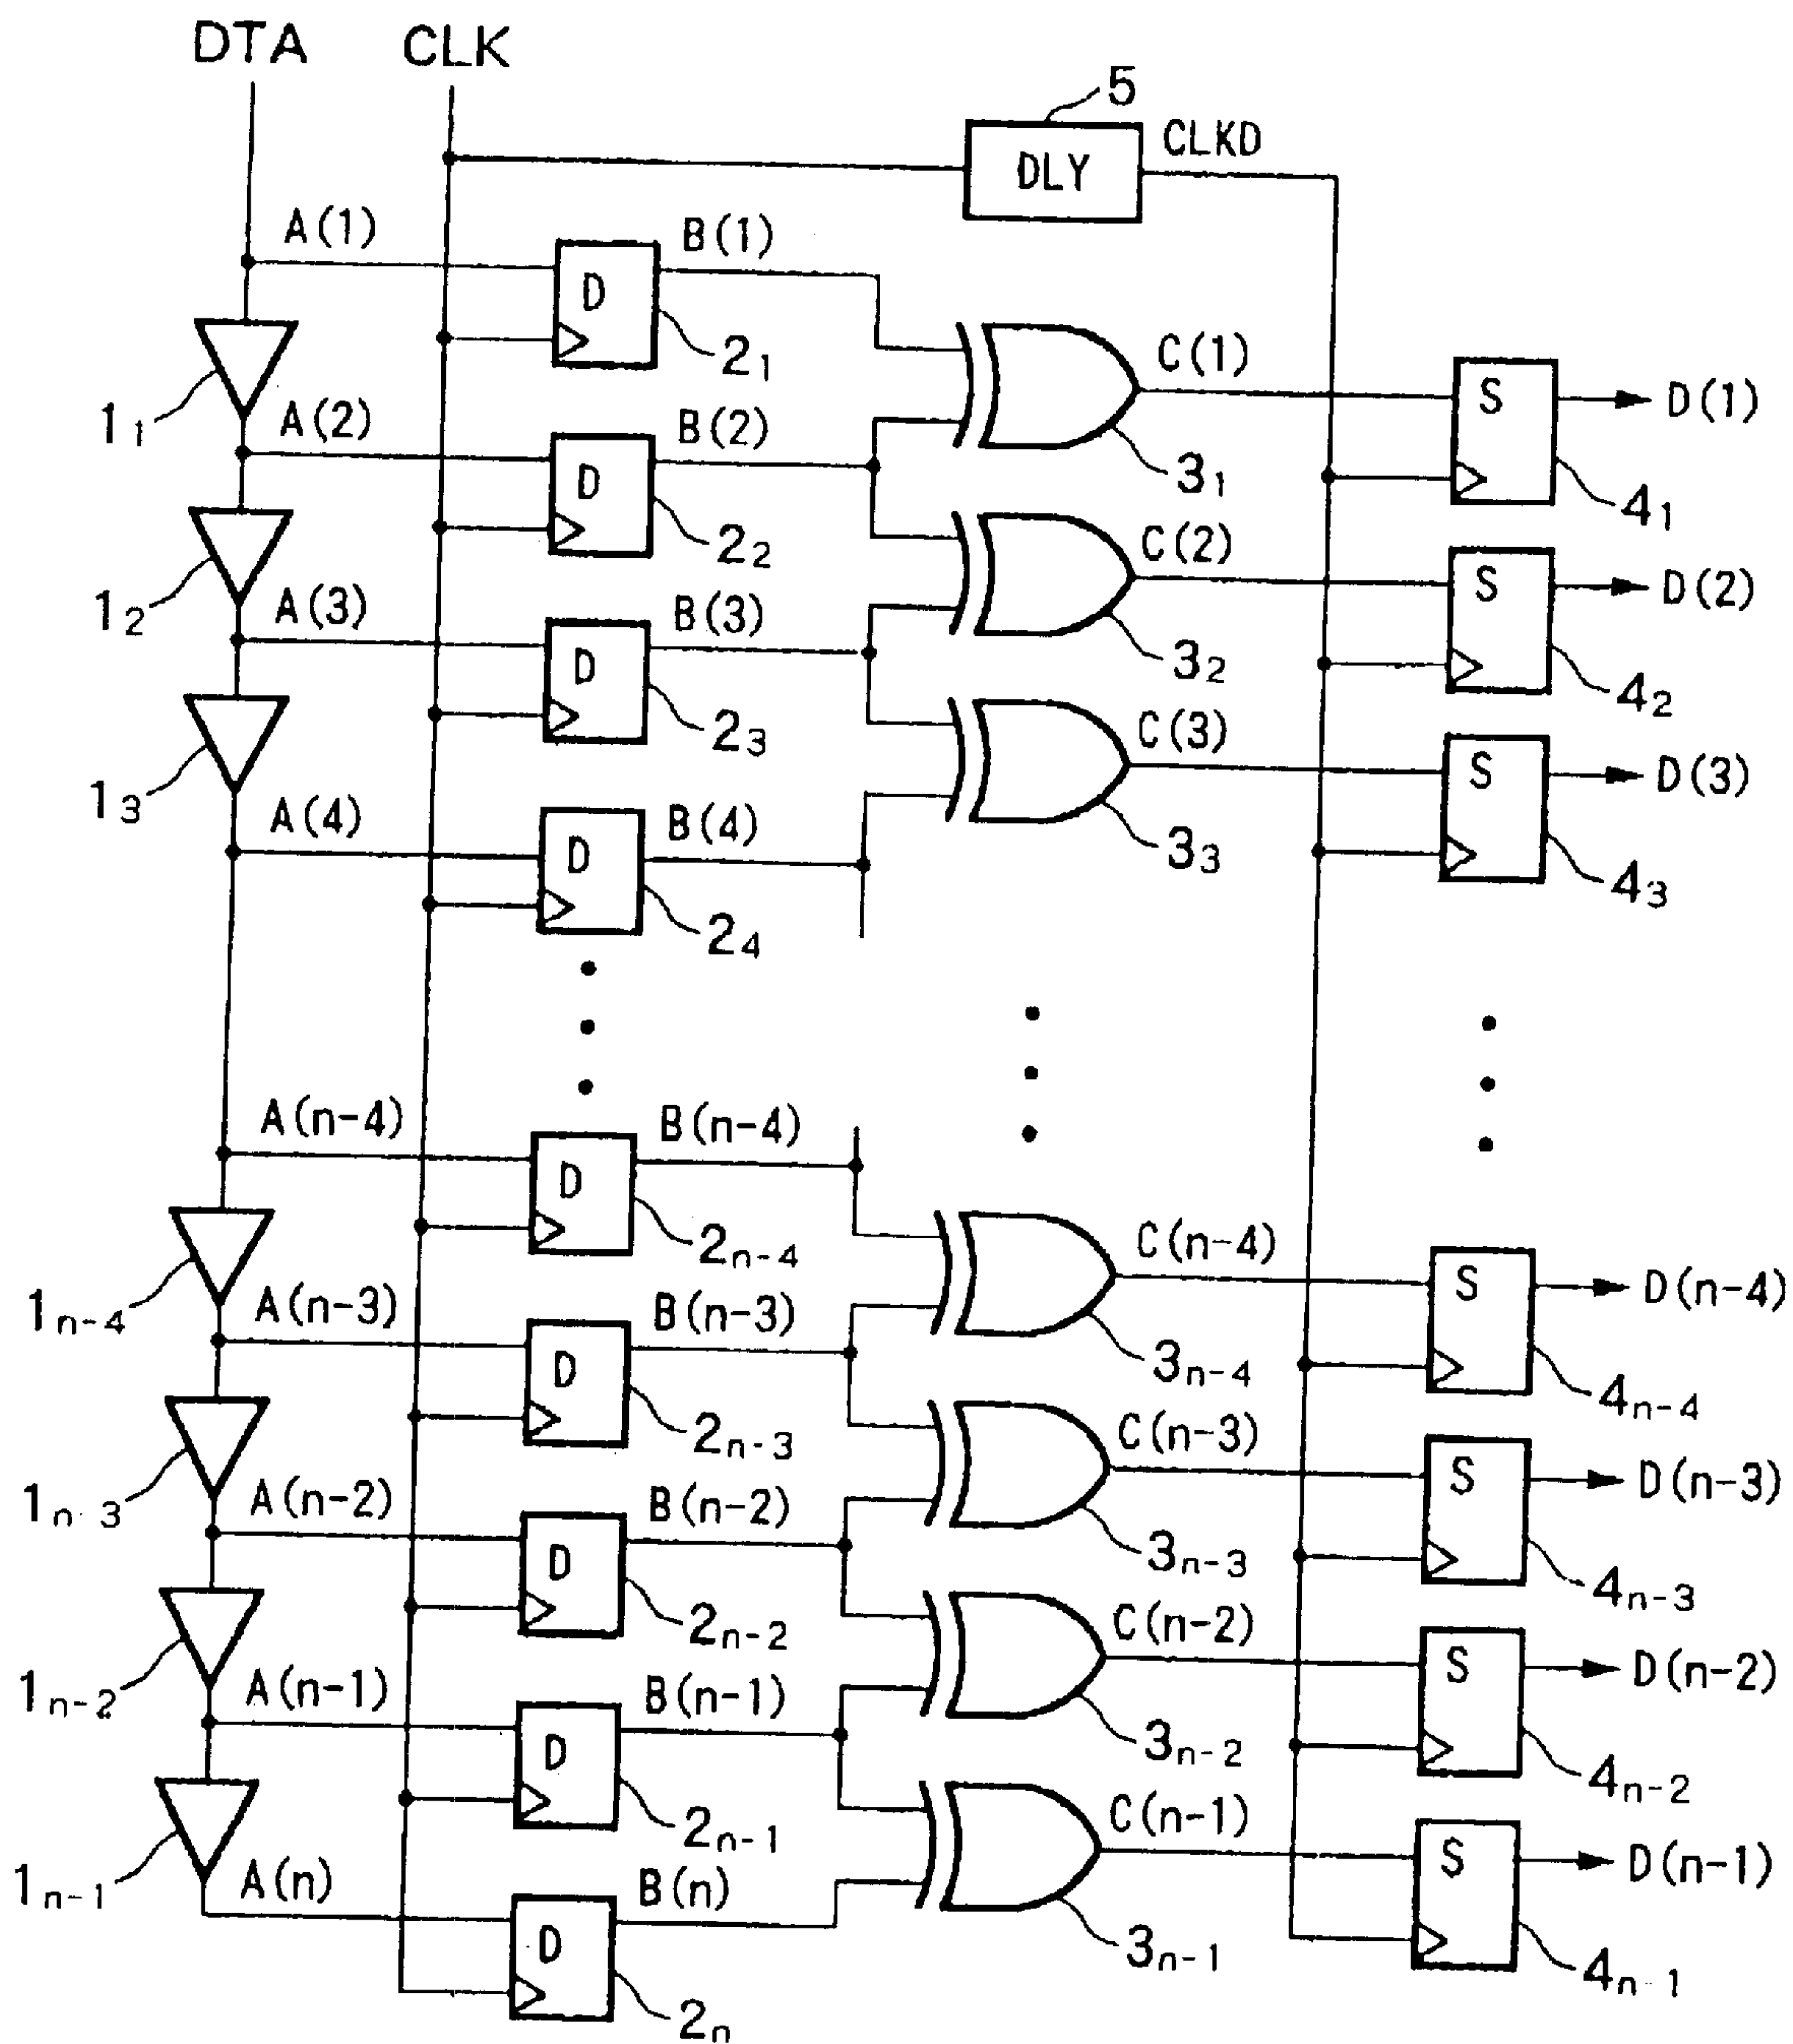 DTA CLK
5
DLY CLKD
A(1) D B(1)
2₁
1₁ C(1) S D(1)
A(2) D B(2)
3₁ 4₁
2₂
1₂ C(2) S D(2)
A(3) D B(3)
3₂ 4₂
2₃
1₃ C(3) S D(3)
A(4) D B(4)
3₃ 4₃
2₄
A(n-4) D B(n-4)
2n-4
1n-4 C(n-4) S D(n-4)
A(n-3) D B(n-3)
3n-4 4n-4
2n-3
1n-3 C(n-3) S D(n-3)
A(n-2) D B(n-2)
3n-3 4n-3
2n-2
1n-2 C(n-2) S D(n-2)
A(n-1) D B(n-1)
3n-2 4n-2
2n-1
1n-1 C(n-1) S D(n-1)
A(n) D B(n)
3n-1 4n-1
2n